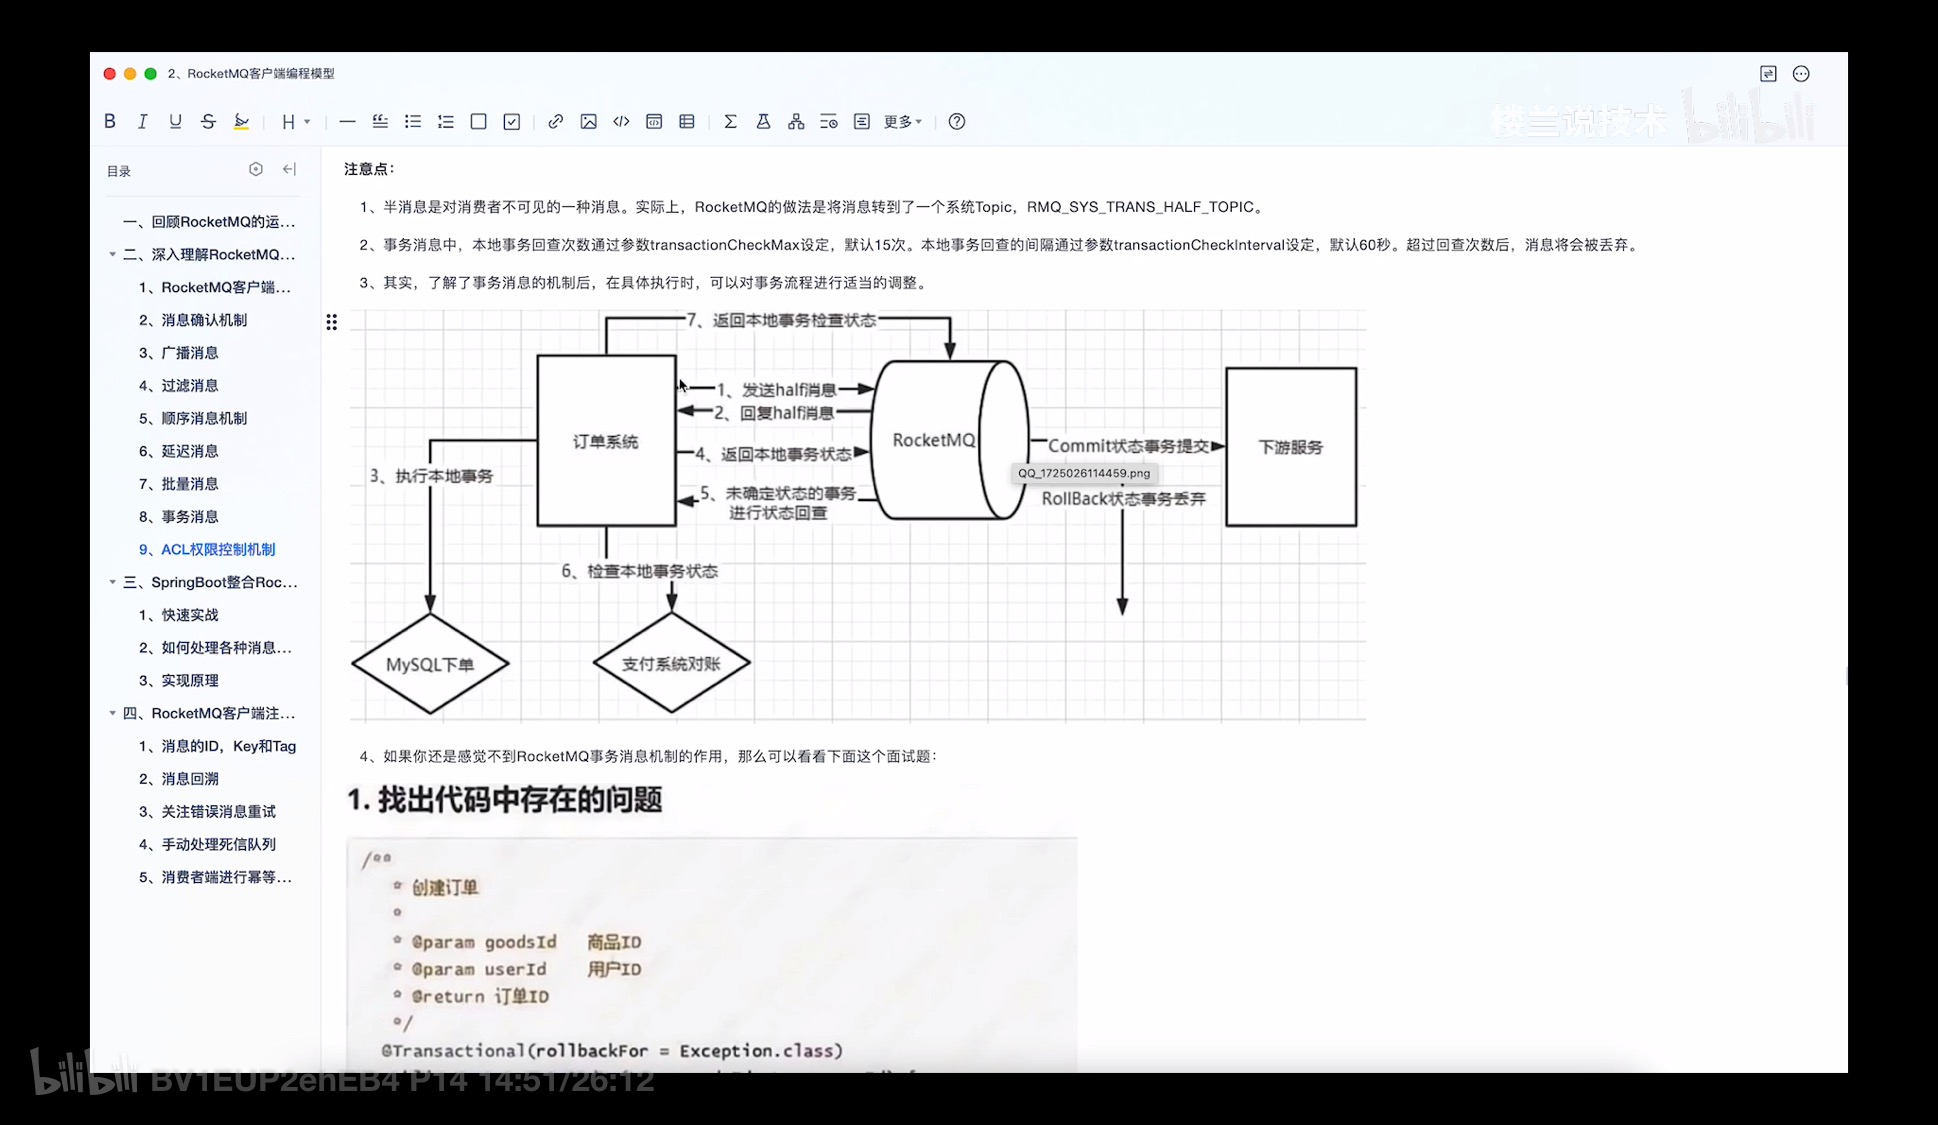 2、RocketMQ客户端编程模型
B I U S H 更多
楼兰说技术 bilibili
目录
一、回顾RocketMQ的运...
二、深入理解RocketMQ...
1、RocketMQ客户端...
2、消息确认机制
3、广播消息
4、过滤消息
5、顺序消息机制
6、延迟消息
7、批量消息
8、事务消息
9、ACL权限控制机制
三、SpringBoot整合Roc...
1、快速实战
2、如何处理各种消息...
3、实现原理
四、RocketMQ客户端注...
1、消息的ID，Key和Tag
2、消息回溯
3、关注错误消息重试
4、手动处理死信队列
5、消费者端进行幂等...
注意点：
1、半消息是对消费者不可见的一种消息。实际上，RocketMQ的做法是将消息转到了一个系统Topic，RMQ_SYS_TRANS_HALF_TOPIC。
2、事务消息中，本地事务回查次数通过参数transactionCheckMax设定，默认15次。本地事务回查的间隔通过参数transactionCheckInterval设定，默认60秒。超过回查次数后，消息将会被丢弃。
3、其实，了解了事务消息的机制后，在具体执行时，可以对事务流程进行适当的调整。
7、返回本地事务检查状态
1、发送half消息
2、回复half消息
订单系统
RocketMQ
Commit状态事务提交
下游服务
4、返回本地事务状态
3、执行本地事务
QQ_1725026114459.png
5、未确定状态的事务
进行状态回查
RollBack状态事务丢弃
6、检查本地事务状态
MySQL下单
支付系统对账
4、如果你还是感觉不到RocketMQ事务消息机制的作用，那么可以看看下面这个面试题：
1. 找出代码中存在的问题
/**
* 创建订单
*
* @param goodsId 商品ID
* @param userId 用户ID
* @return 订单ID
*/
@Transactional(rollbackFor = Exception.class)
bilibili BV1EUP2ehEB4 P14 14:51/26:12